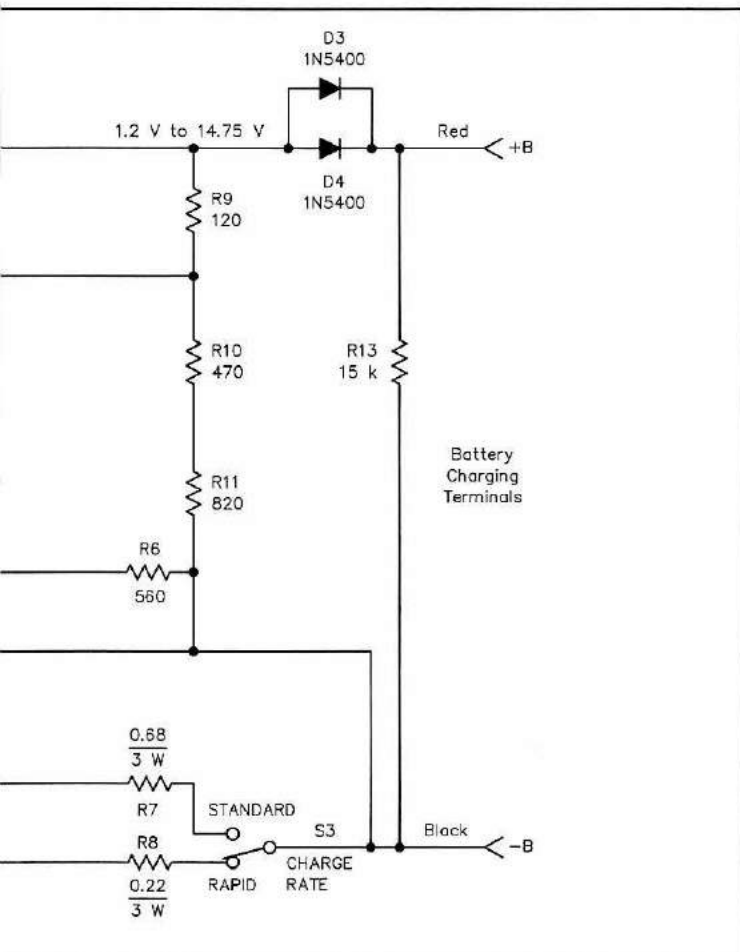 D3
1N5400
1.2 V to 14.75 V
Red
+B
D4
1N5400
R9
120
R10
470
R13
15 k
Battery
Charging
Terminals
R11
820
R6
560
0.68
3 W
R7
STANDARD
S3
Black
-B
R8
CHARGE
RATE
RAPID
0.22
3 W